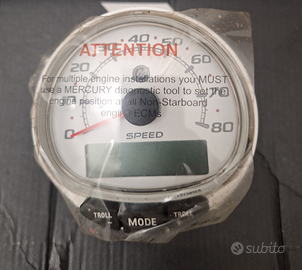 ATTENTION
For multiple engine installations you MUST
use a MERCURY diagnostic tool to set the
engine position at all Non-Starboard
engine ECMs
0
40
60
80
SPEED
TROLL
MODE
TROLL
subito